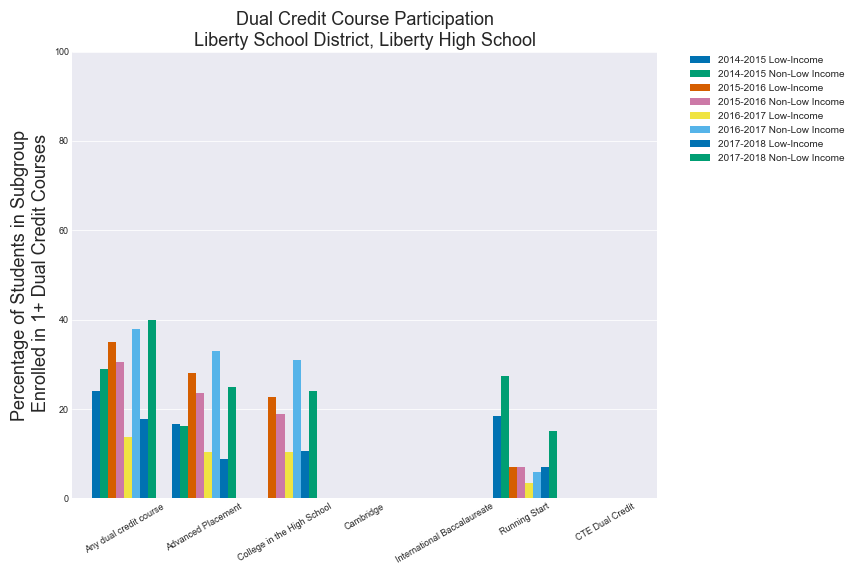 Dual Credit Course Participation
Liberty School District, Liberty High School
Percentage of Students in Subgroup
Enrolled in 1+ Dual Credit Courses
100
80
60
40
20
0
Any dual credit course
Advanced Placement
College in the High School
Cambridge
International Baccalaureate
Running Start
CTE Dual Credit
2014-2015 Low-Income
2014-2015 Non-Low Income
2015-2016 Low-Income
2015-2016 Non-Low Income
2016-2017 Low-Income
2016-2017 Non-Low Income
2017-2018 Low-Income
2017-2018 Non-Low Income